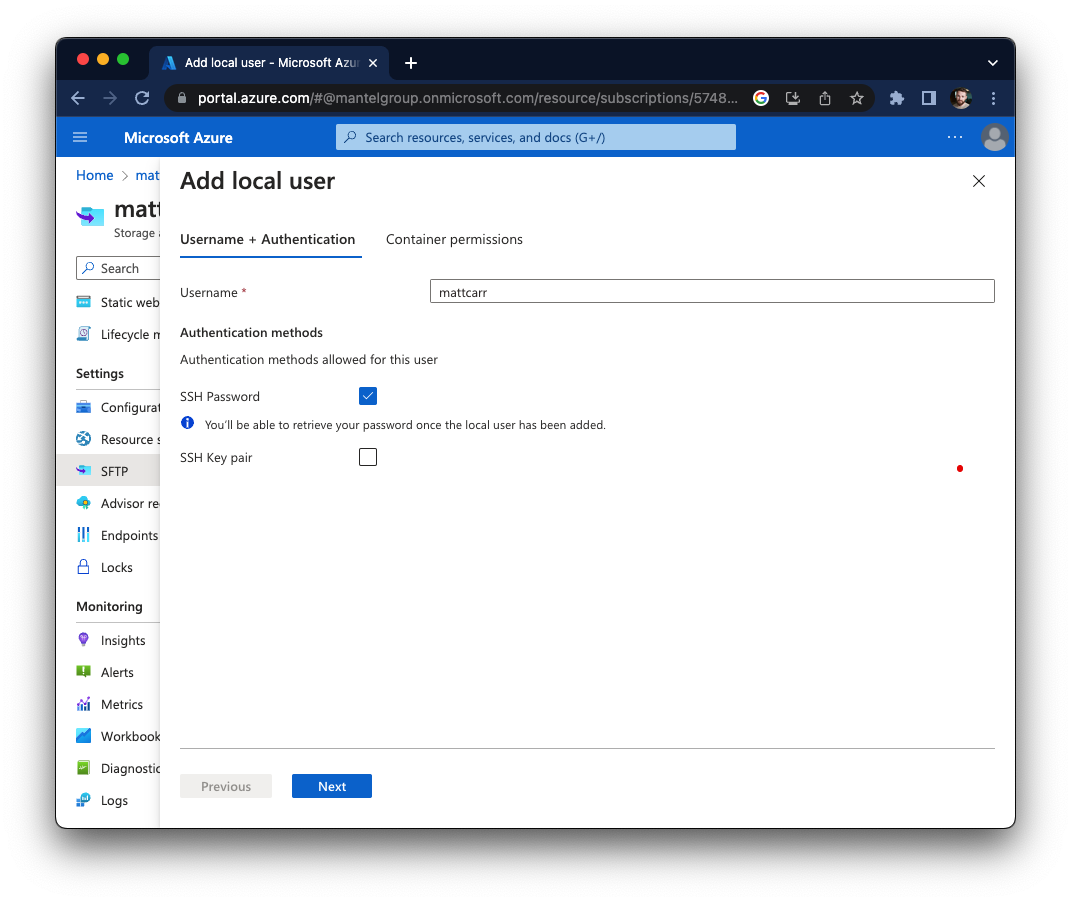 Add local user - Microsoft Azur
portal.azure.com/#@mantelgroup.onmicrosoft.com/resource/subscriptions/5748...
Microsoft Azure
Search resources, services, and docs (G+/)
Home > mat
matt
Storage a
Search
Static web
Lifecycle m
Settings
Configurat
Resource s
SFTP
Advisor re
Endpoints
Locks
Monitoring
Insights
Alerts
Metrics
Workbook
Diagnostic
Logs
Add local user
Username + Authentication Container permissions
Username * mattcarr
Authentication methods
Authentication methods allowed for this user
SSH Password
You'll be able to retrieve your password once the local user has been added.
SSH Key pair
Previous Next